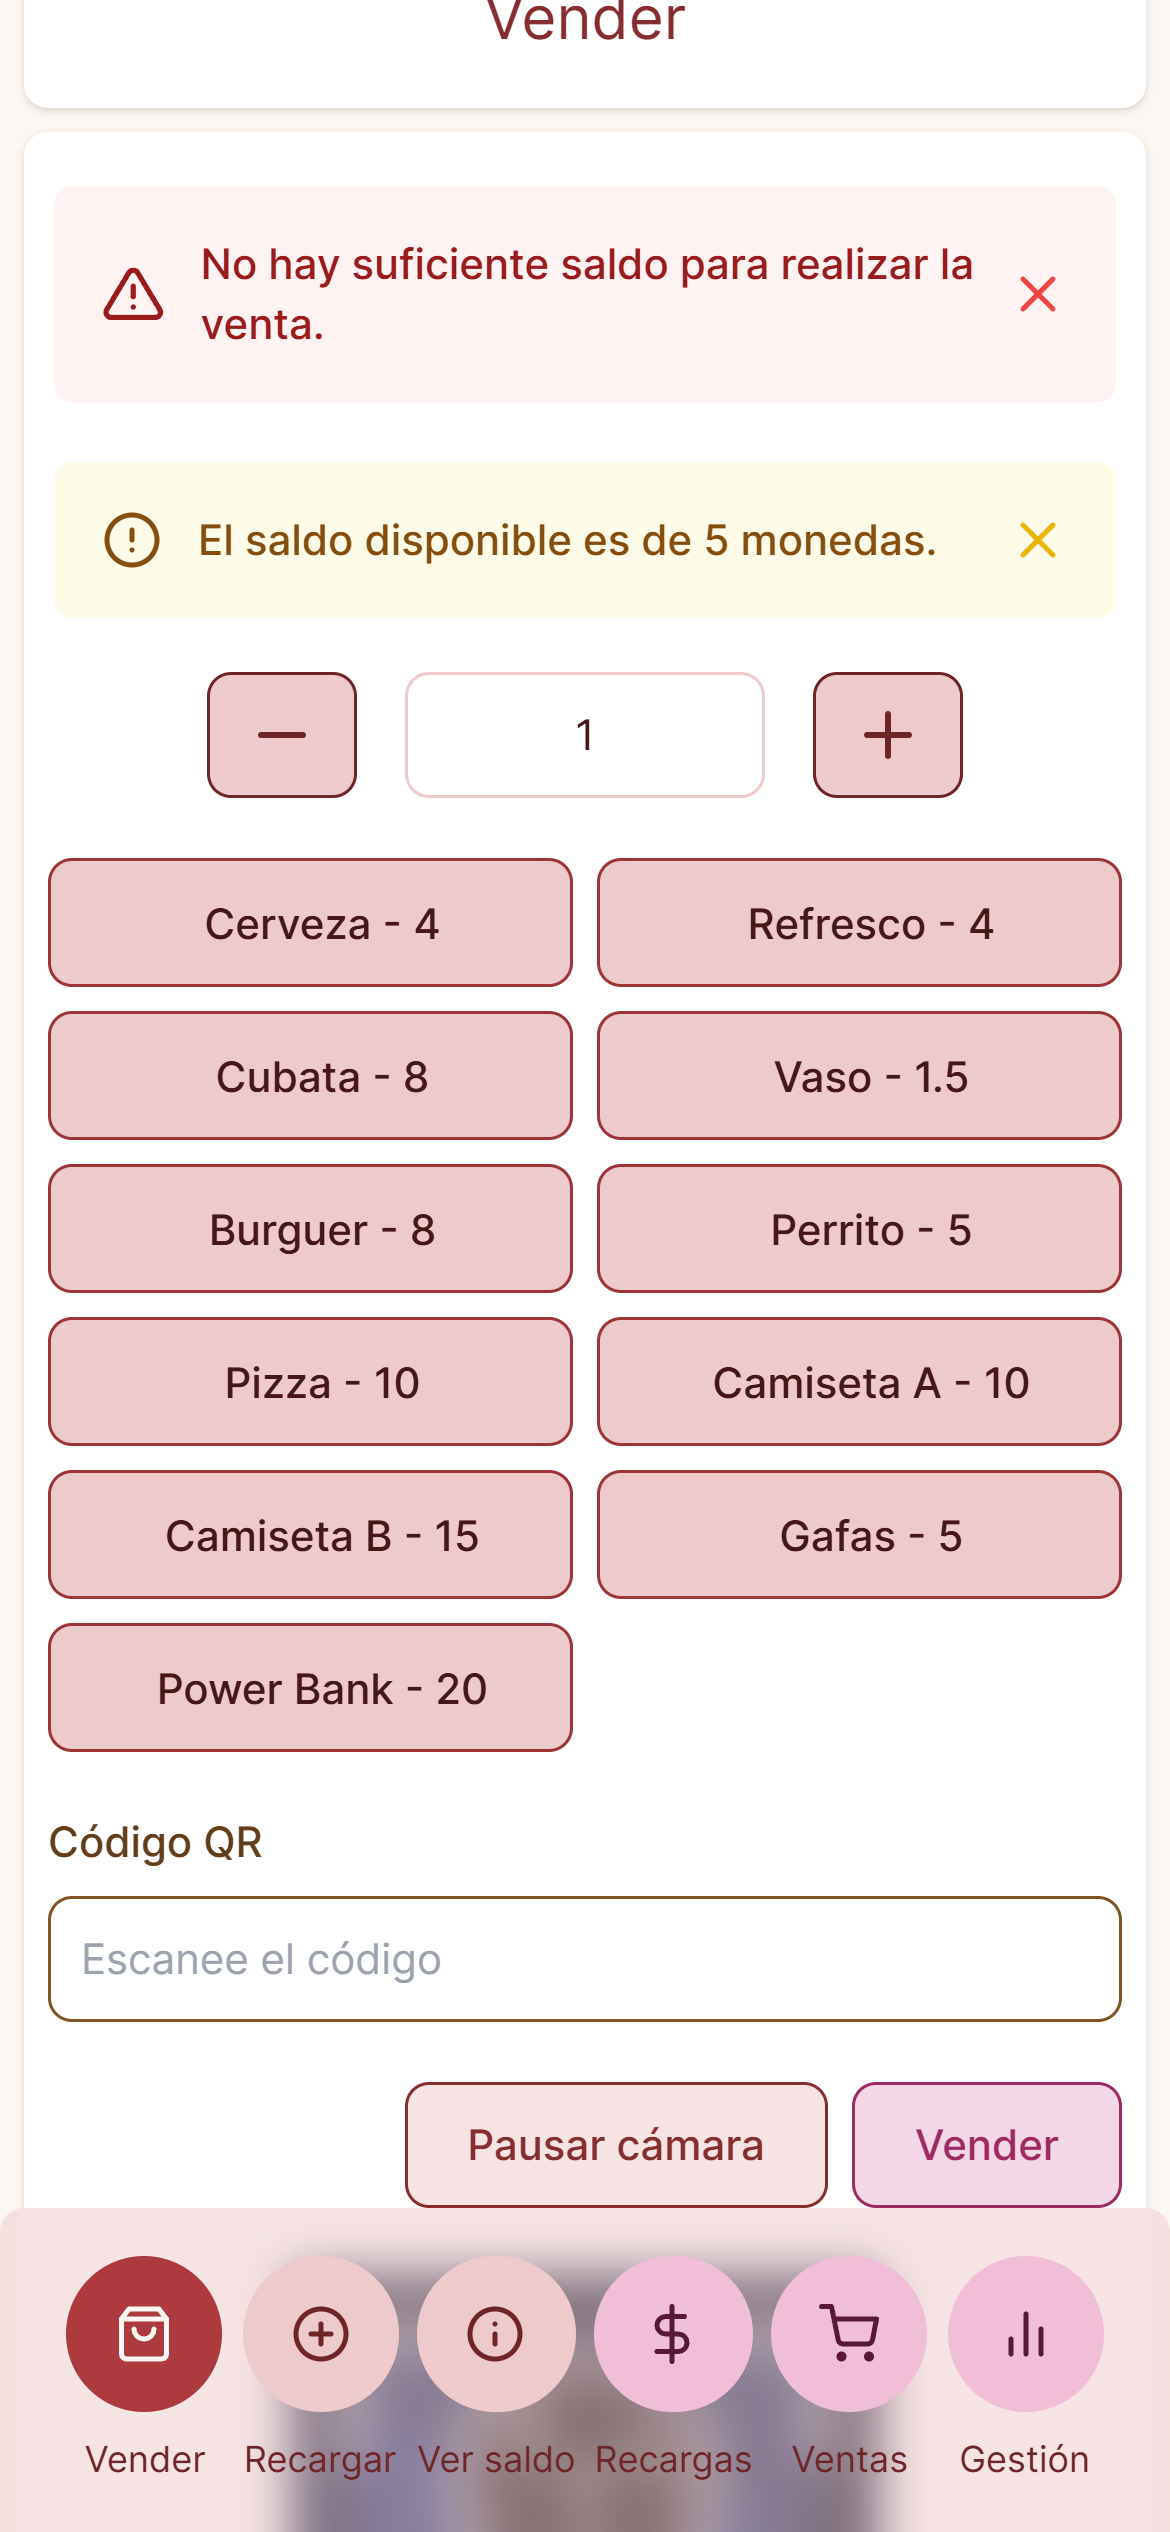 Vender
No hay suficiente saldo para realizar la
venta.
El saldo disponible es de 5 monedas.
1
Cerveza - 4
Refresco - 4
Cubata - 8
Vaso - 1.5
Burguer - 8
Perrito - 5
Pizza - 10
Camiseta A - 10
Camiseta B - 15
Gafas - 5
Power Bank - 20
Código QR
Escanee el código
Pausar cámara
Vender
Vender
Recargar
Ver saldo
Recargas
Ventas
Gestión